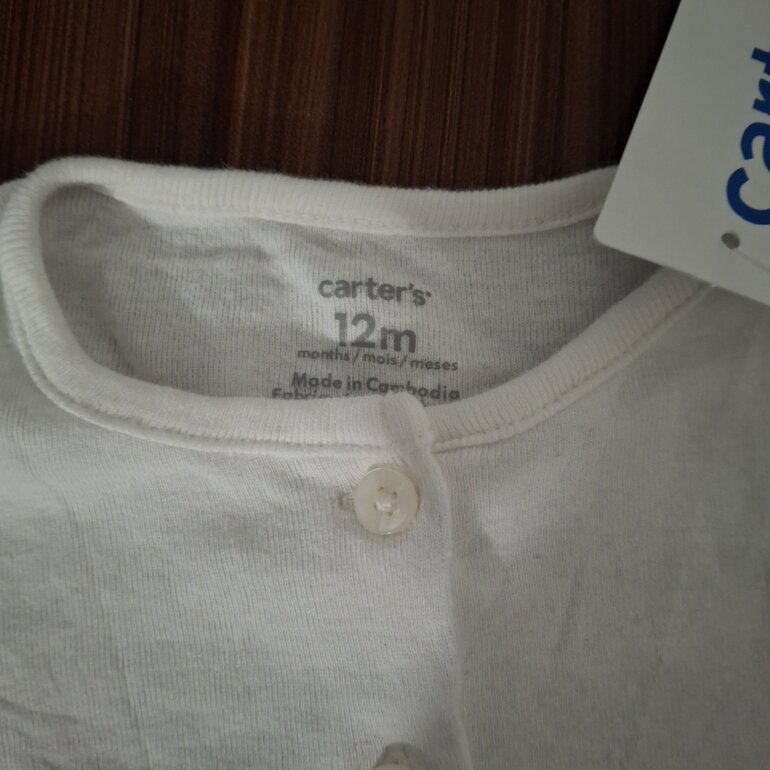 carter's
12m
months / mois / meses
Made in Cambodia
car